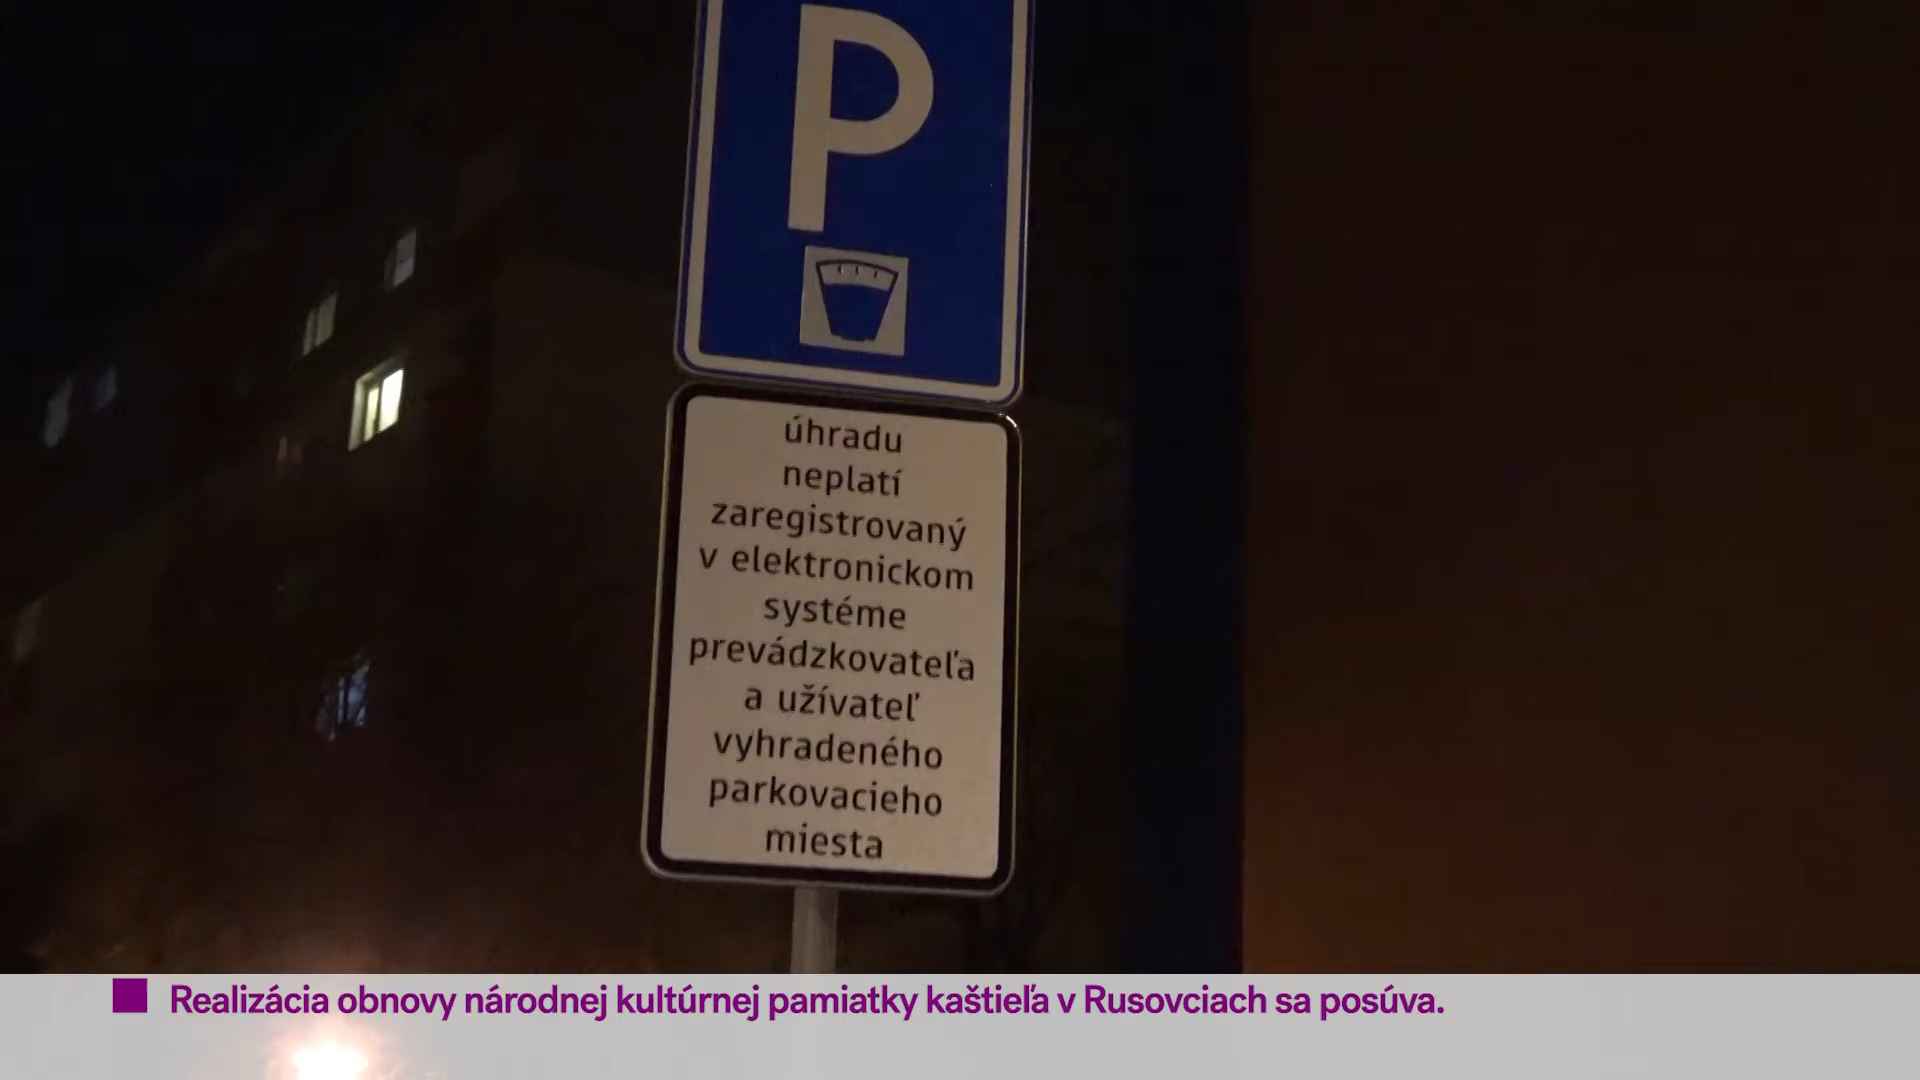 P
úhradu
neplatí
zaregistrovaný
v elektronickom
systéme
prevádzkovateľa
a užívateľ
vyhradeného
parkovacieho
miesta
Realizácia obnovy národnej kultúrnej pamiatky kaštieľa v Rusovciach sa posúva.